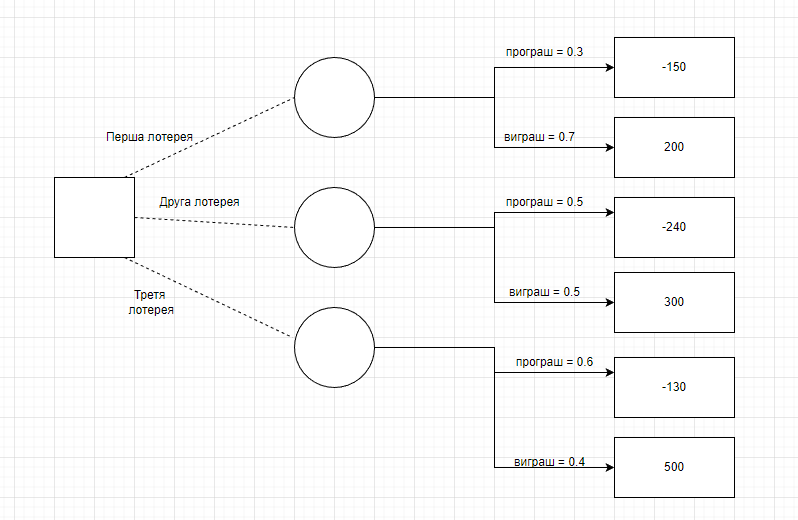 програш = 0.3
-150
Перша лотерея
виграш = 0.7
200
Друга лотерея
програш = 0.5
-240
виграш = 0.5
300
Третя
лотерея
програш = 0.6
-130
виграш = 0.4
500